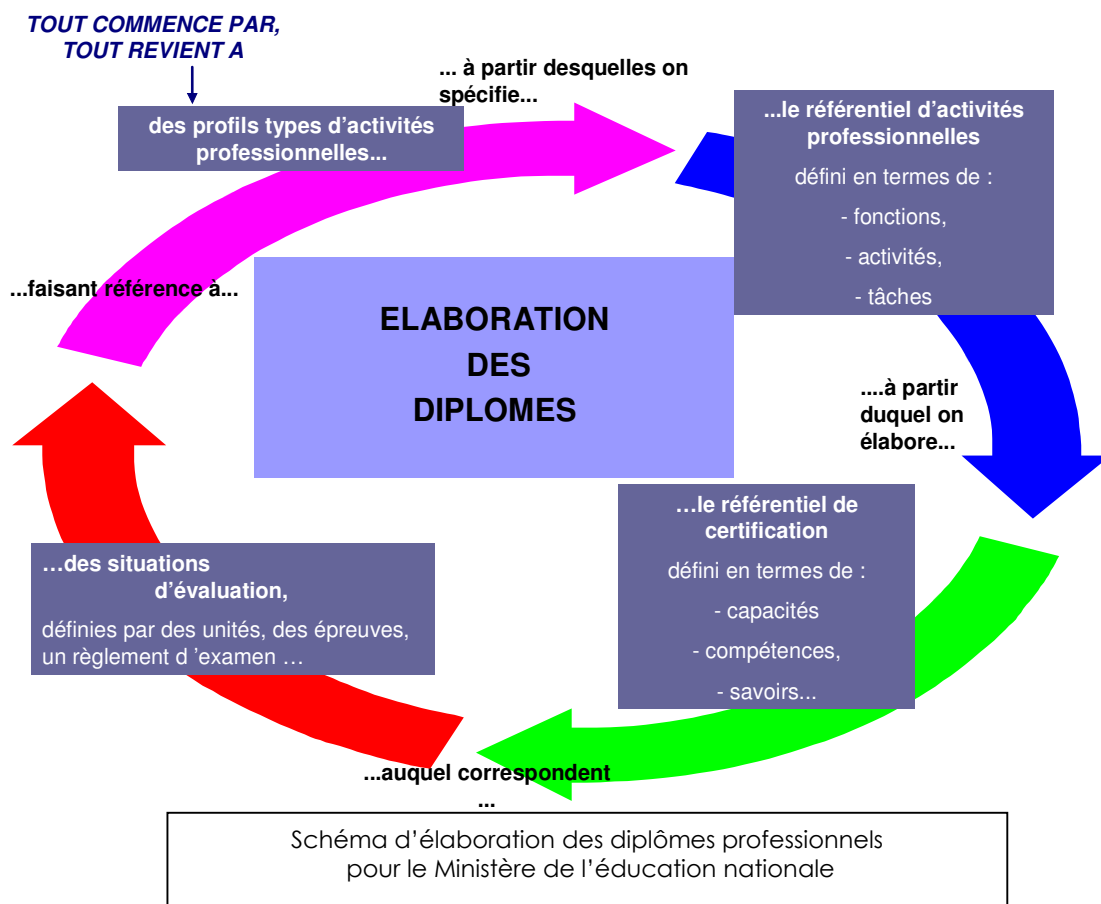 TOUT COMMENCE PAR,
TOUT REVIENT A
des profils types d'activités
professionnelles...
... à partir desquelles on
spécifie...
...le référentiel d'activités
professionnelles
défini en termes de :
- fonctions,
- activités,
- tâches
....à partir
duquel on
élabore...
…le référentiel de
certification
défini en termes de :
- capacités
- compétences,
- savoirs...
...auquel correspondent
...
…des situations
d'évaluation,
définies par des unités, des épreuves,
un règlement d 'examen …
...faisant référence à...
ELABORATION
DES
DIPLOMES
Schéma d'élaboration des diplômes professionnels
pour le Ministère de l'éducation nationale